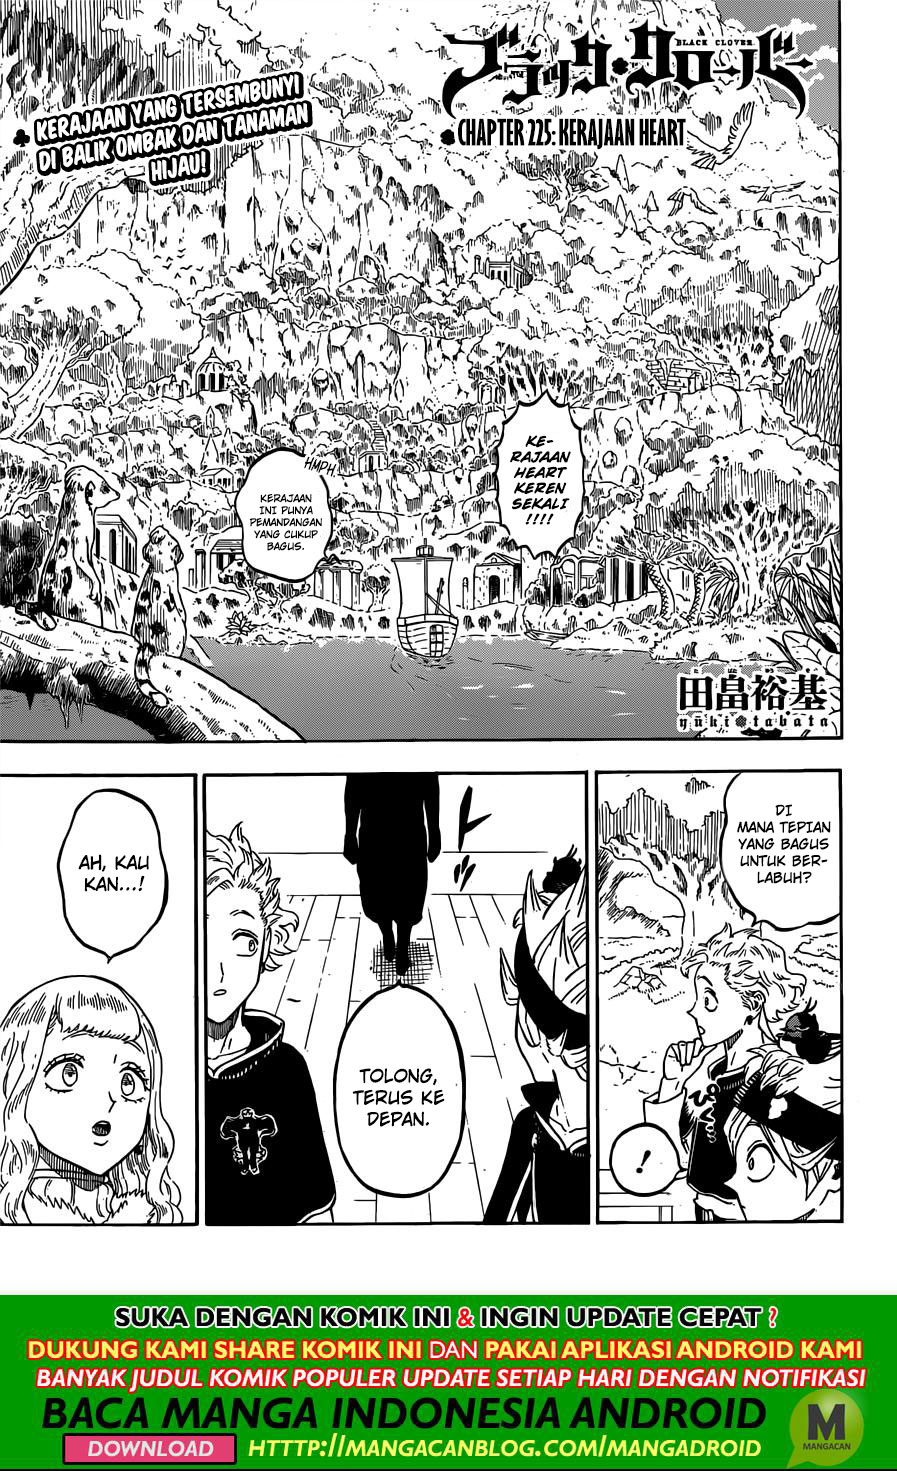 ブラック・クローバー
BLACK CLOVER
CHAPTER 225: KERAJAAN HEART
♣ KERAJAAN YANG TERSEMBUNYI
DI BALIK OMBAK DAN TANAMAN
HIJAU!
KE-
RAJAAN
HEART
KEREN
SEKALI
!!!!
HMPH
KERAJAAN
INI PUNYA
PEMANDANGAN
YANG CUKUP
BAGUS.
田畠裕基
yūki tabata
DI
MANA TEPIAN
YANG BAGUS
UNTUK BER-
LABUH?
!
TOLONG,
TERUS KE
DEPAN.
AH, KAU
KAN...!
SUKA DENGAN KOMIK INI & INGIN UPDATE CEPAT ?
DUKUNG KAMI SHARE KOMIK INI DAN PAKAI APLIKASI ANDROID KAMI
BANYAK JUDUL KOMIK POPULER UPDATE SETIAP HARI DENGAN NOTIFIKASI
BACA MANGA INDONESIA ANDROID
DOWNLOAD HTTTP://MANGACANBLOG.COM/MANGADROID
M
MANGACAN